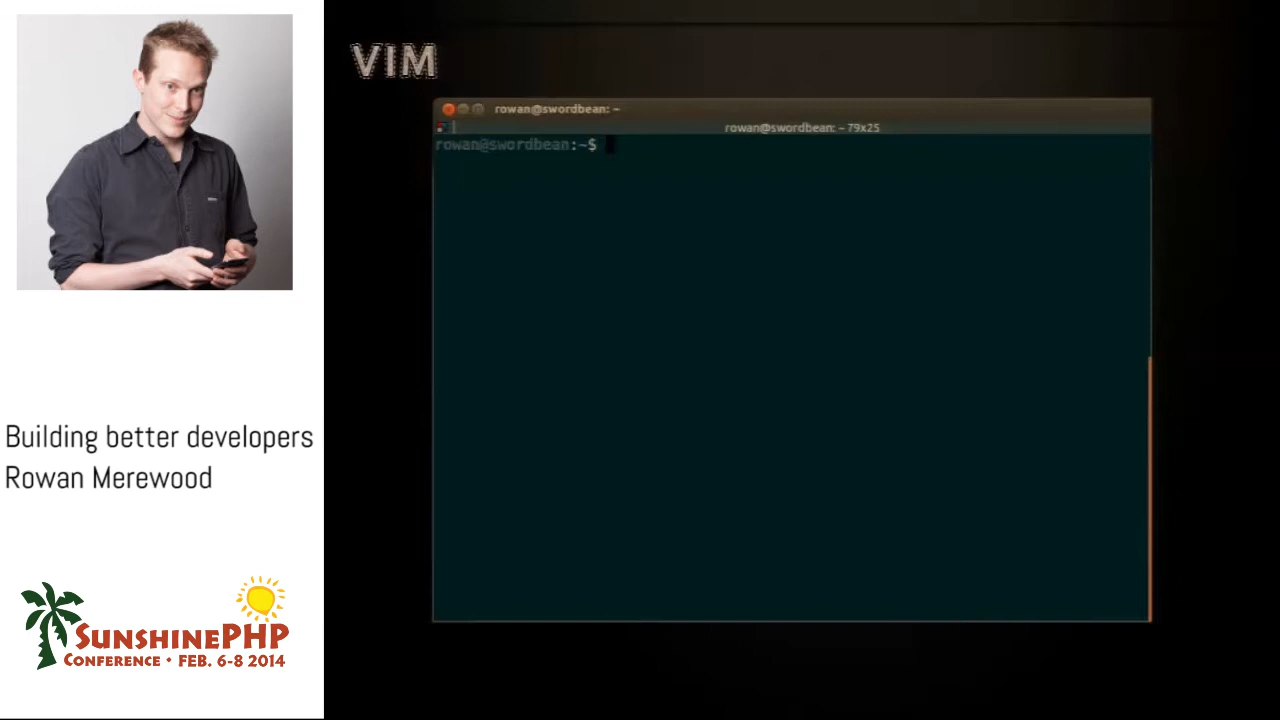 VIM
rowan@swordbean: ~
rowan@swordbean: ~ 79x25
rowan@swordbean:~$
Building better developers
Rowan Merewood
SUNSHINEPHP
CONFERENCE • FEB. 6-8 2014